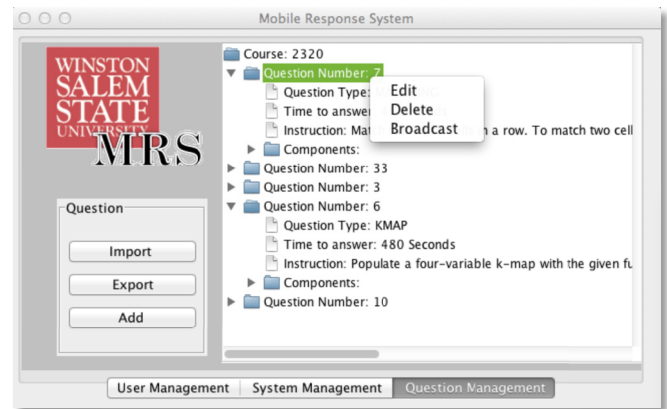 Mobile Response System
WINSTON
SALEM
STATE
UNIVERSITY
MRS
Course: 2320
Question Number: 7
Question Type:
Time to answer
Instruction: Mat
n a row. To match two cell
Components:
Edit
Delete
Broadcast
Question Number: 33
Question Number: 3
Question Number: 6
Question Type: KMAP
Time to answer: 480 Seconds
Instruction: Populate a four-variable k-map with the given fu
Components:
Question Number: 10
Question
Import
Export
Add
User Management
System Management
Question Management